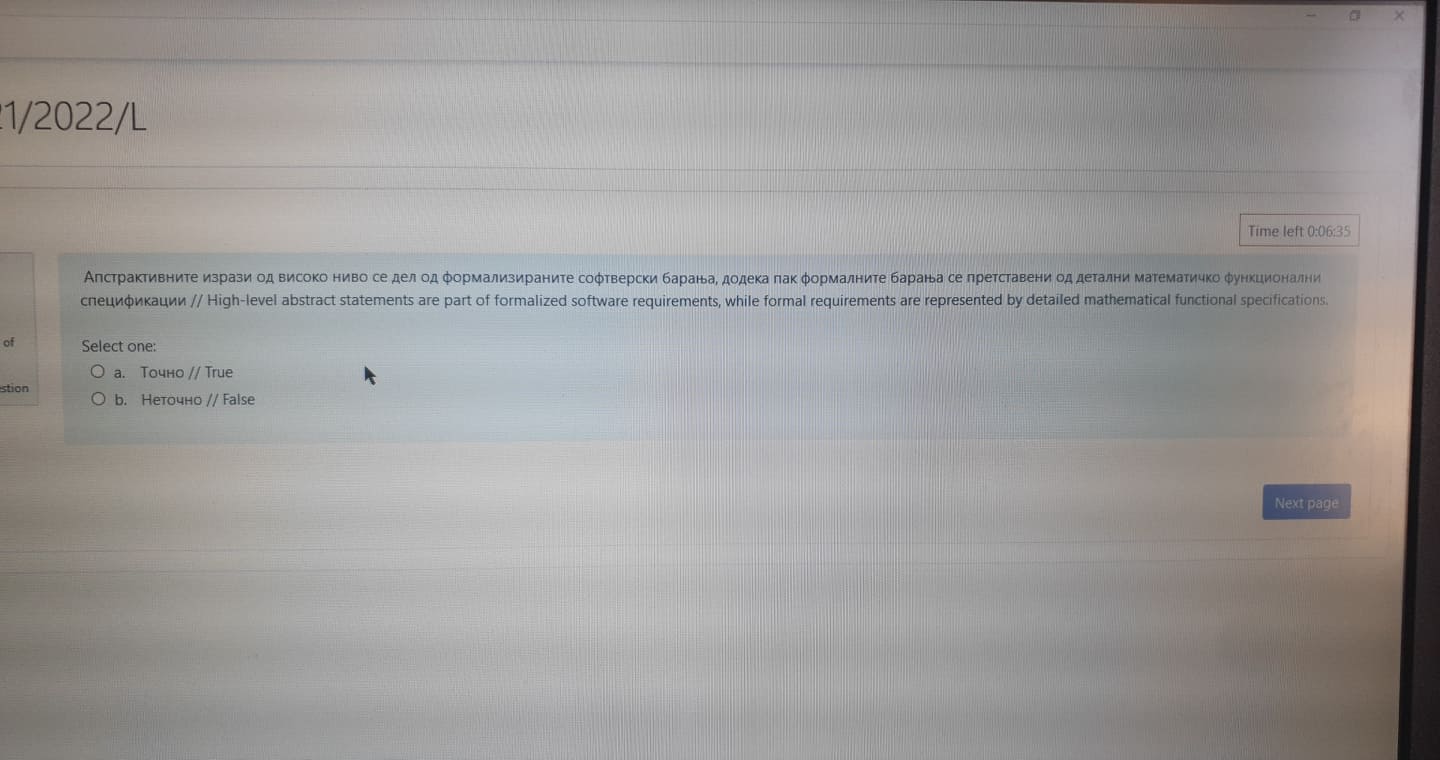 1/2022/L
Time left 0:06:35
Апстрактивните изрази од високо ниво се дел од формализираните софтверски барања, додека пак формалните барања се претставени од детални математичко функционални
спецификации // High-level abstract statements are part of formalized software requirements, while formal requirements are represented by detailed mathematical functional specifications.
of
stion
Select one:
a. Точно // True
b. Неточно // False
Next page